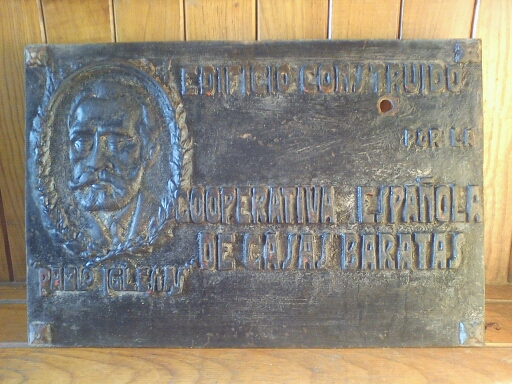 EDIFICIO CONSTRUIDO
POR LA
COOPERATIVA ESPAÑOLA
DE CASAS BARATAS
PABLO IGLESIAS